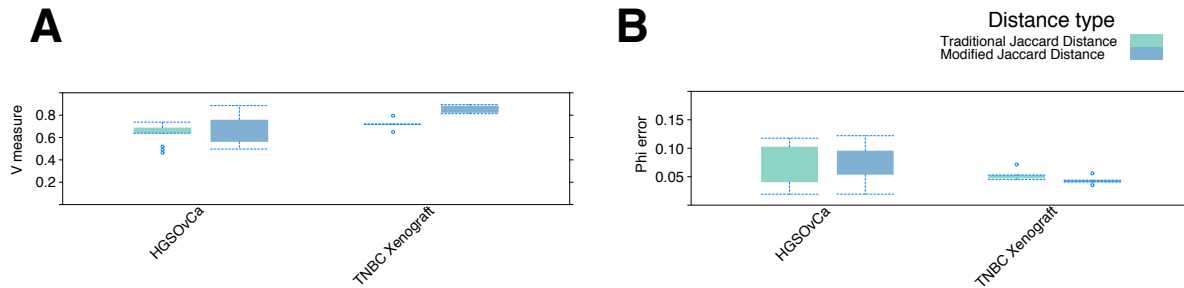 A
B
Distance type
Traditional Jaccard Distance
Modified Jaccard Distance
V measure
0.8
0.6
0.4
0.2
HGSOvCa
TNBC Xenograft
Phi error
0.15
0.10
0.05
HGSOvCa
TNBC Xenograft